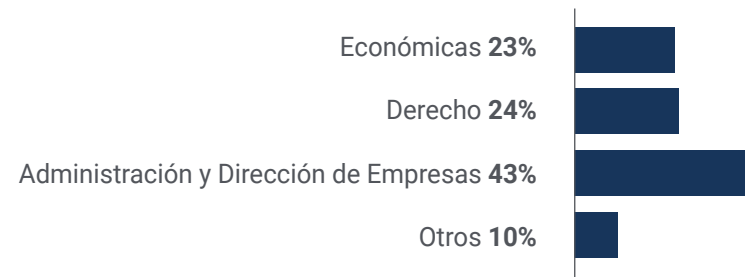 Económicas 23%
Derecho 24%
Administración y Dirección de Empresas 43%
Otros 10%